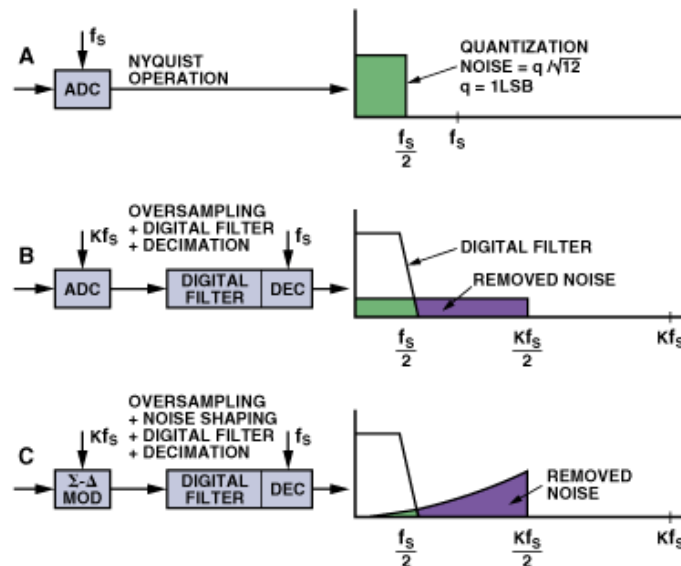 A
fS
ADC
NYQUIST
OPERATION
QUANTIZATION
NOISE = q /√12
q = 1LSB
fS
2
fS
B
KfS
OVERSAMPLING
+ DIGITAL FILTER
+ DECIMATION
fS
ADC
DIGITAL
FILTER
DEC
DIGITAL FILTER
REMOVED NOISE
fS
2
KfS
2
KfS
C
KfS
OVERSAMPLING
+ NOISE SHAPING
+ DIGITAL FILTER
+ DECIMATION
fS
Σ-Δ
MOD
DIGITAL
FILTER
DEC
REMOVED
NOISE
fS
2
KfS
2
KfS